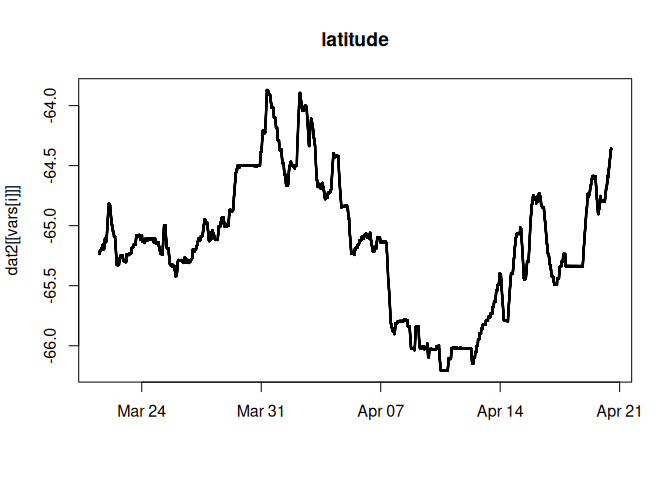 latitude
dat2[[vars[i]]]
-64.0
-64.5
-65.0
-65.5
-66.0
Mar 24
Mar 31
Apr 07
Apr 14
Apr 21